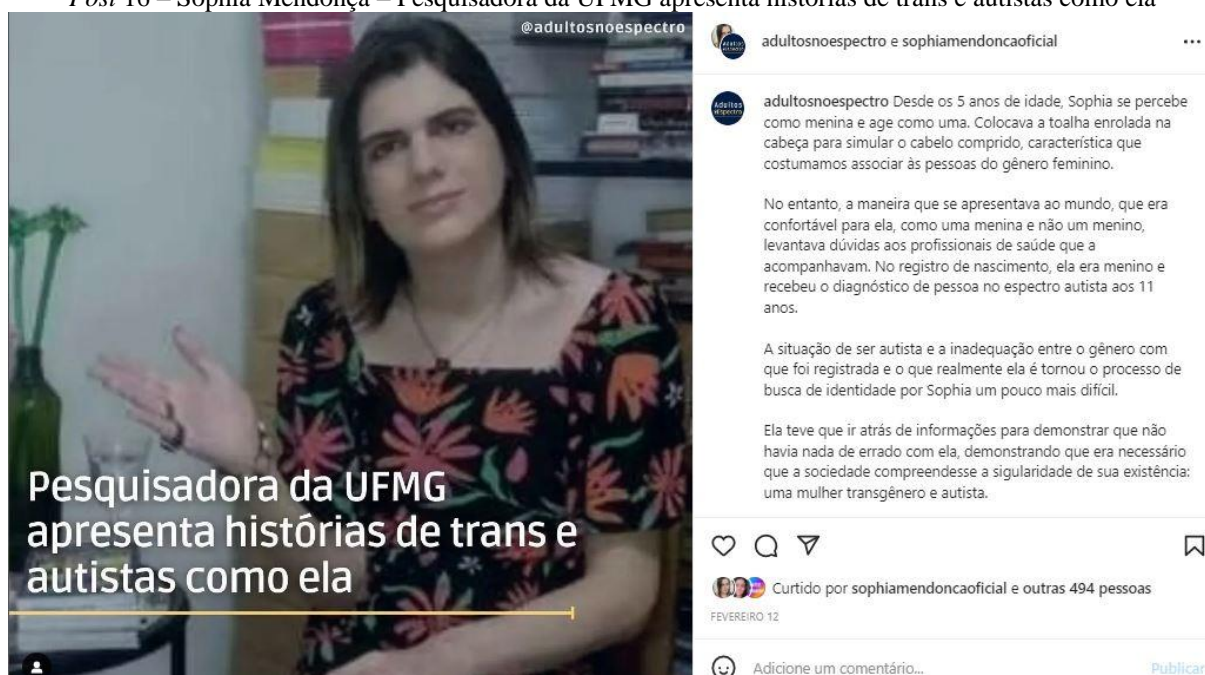 Post 16 – Sophia Mendonça – Pesquisadora da UFMG apresenta histórias de trans e autistas como ela
@adultosnoespectro
Pesquisadora da UFMG
apresenta histórias de trans e
autistas como ela
adultosnoespectro e sophiamendoncaoficial
adultosnoespectro Desde os 5 anos de idade, Sophia se percebe
como menina e age como uma. Colocava a toalha enrolada na
cabeça para simular o cabelo comprido, característica que
costumamos associar às pessoas do gênero feminino.
No entanto, a maneira que se apresentava ao mundo, que era
confortável para ela, como uma menina e não um menino,
levantava dúvidas aos profissionais de saúde que a
acompanhavam. No registro de nascimento, ela era menino e
recebeu o diagnóstico de pessoa no espectro autista aos 11
anos.
A situação de ser autista e a inadequação entre o gênero com
que foi registrada e o que realmente ela é tornou o processo de
busca de identidade por Sophia um pouco mais difícil.
Ela teve que ir atrás de informações para demonstrar que não
havia nada de errado com ela, demonstrando que era necessário
que a sociedade compreendesse a sigularidade de sua existência:
uma mulher transgênero e autista.
Curtido por sophiamendoncaoficial e outras 494 pessoas
FEVEREIRO 12
Adicione um comentário...
Publicar